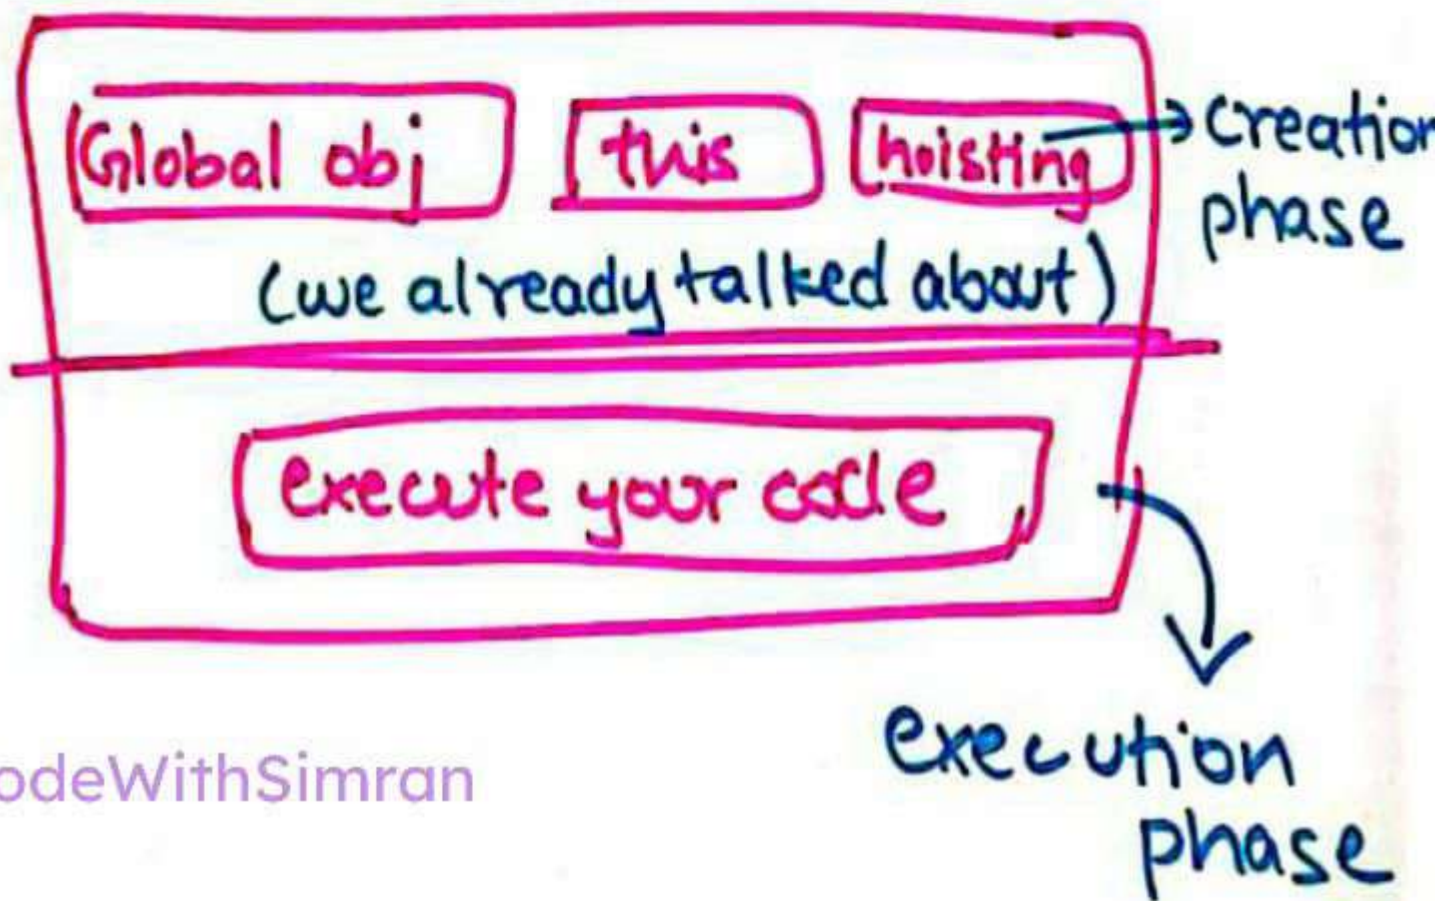 Global obj this hoisting → creation
phase
(we already talked about)
execute your code
execution
phase
odeWithSimran